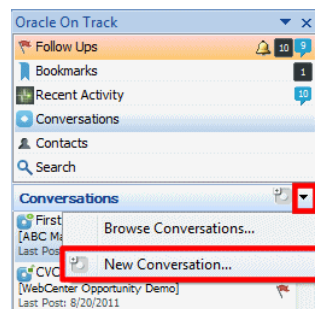 Oracle On Track
Follow Ups 10 9
Bookmarks 1
Recent Activity 10
Conversations
Contacts
Search
Conversations
First
[ABC Ma
Last Pos
Browse Conversations...
CVC
New Conversation...
[WebCenter Opportunity Demo]
Last Post: 8/20/2011